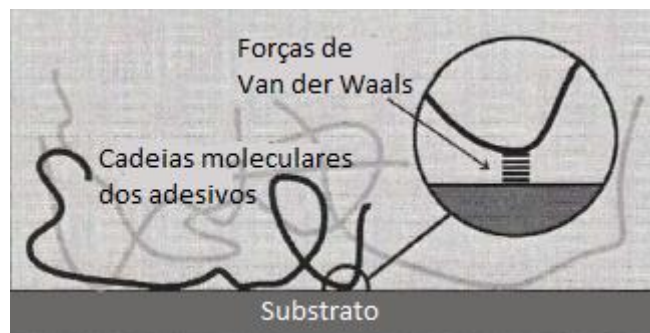 Forças de
Van der Waals
Cadeias moleculares
dos adesivos
Substrato